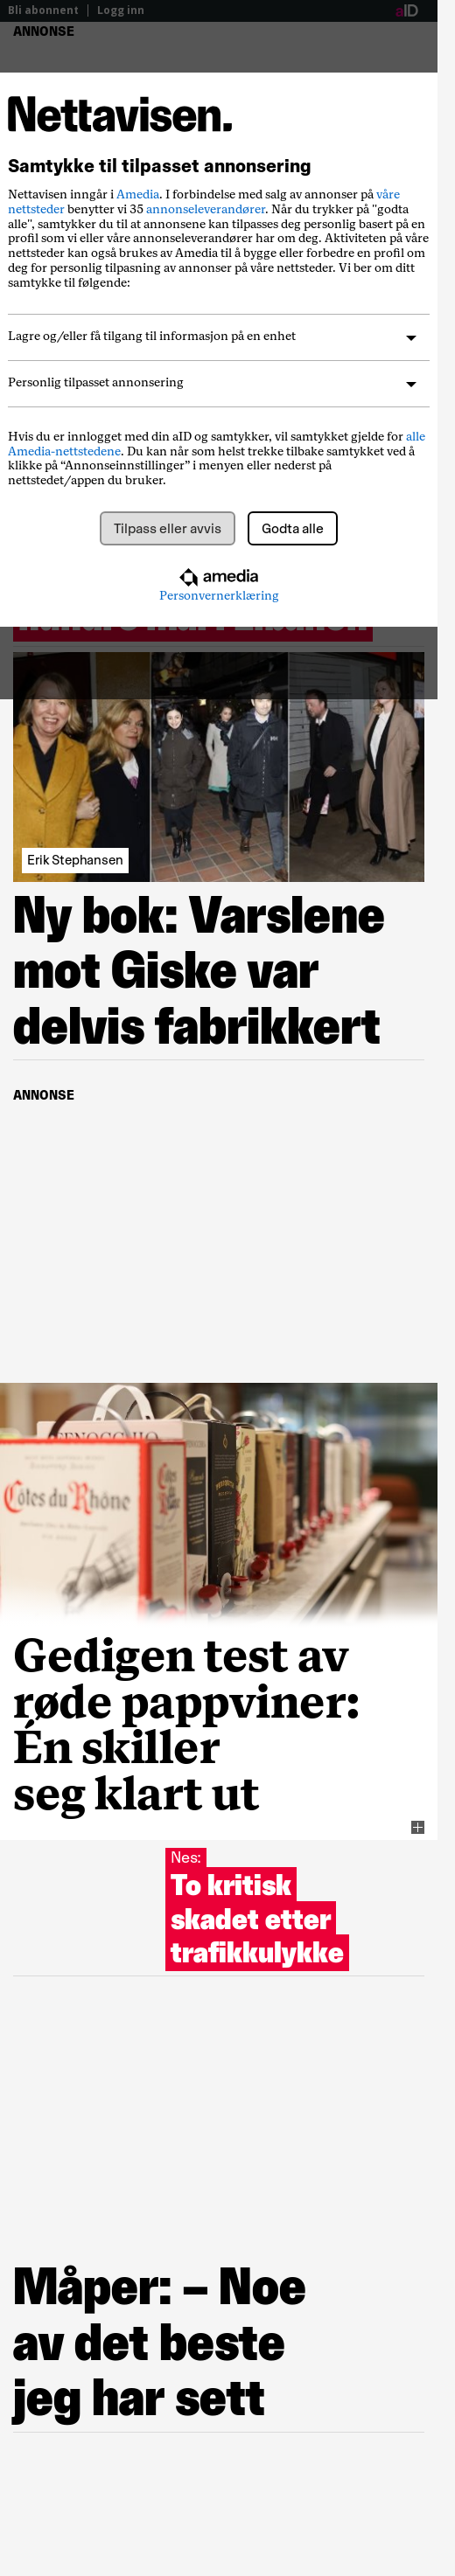 Bli abonnent | Logg inn
aID
ANNONSE
Nettavisen.
Samtykke til tilpasset annonsering
Nettavisen inngår i Amedia. I forbindelse med salg av annonser på våre
nettsteder benytter vi 35 annonseleverandører. Når du trykker på "godta
alle", samtykker du til at annonsene kan tilpasses deg personlig basert på en
profil som vi eller våre annonseleverandører har om deg. Aktiviteten på våre
nettsteder kan også brukes av Amedia til å bygge eller forbedre en profil om
deg for personlig tilpasning av annonser på våre nettsteder. Vi ber om ditt
samtykke til følgende:
Lagre og/eller få tilgang til informasjon på en enhet
Personlig tilpasset annonsering
Hvis du er innlogget med din aID og samtykker, vil samtykket gjelde for alle
Amedia-nettstedene. Du kan når som helst trekke tilbake samtykket ved å
klikke på “Annonseinnstillinger” i menyen eller nederst på
nettstedet/appen du bruker.
Tilpass eller avvis
Godta alle
amedia
Personvernerklæring
Erik Stephansen
Ny bok: Varslene
mot Giske var
delvis fabrikkert
ANNONSE
Côtes du Rhône
Gedigen test av
røde pappviner:
Én skiller
seg klart ut
Nes:
To kritisk
skadet etter
trafikkulykke
Måper: – Noe
av det beste
jeg har sett